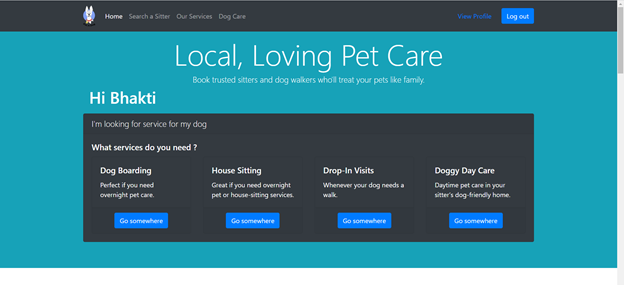 Home Search a Sitter Our Services Dog Care View Profile Log out
Local, Loving Pet Care
Book trusted sitters and dog walkers who'll treat your pets like family.
Hi Bhakti
I'm looking for service for my dog
What services do you need ?
Dog Boarding
Perfect if you need
overnight pet care.
Go somewhere
House Sitting
Great if you need overnight
pet or house-sitting services.
Go somewhere
Drop-In Visits
Whenever your dog needs a
walk.
Go somewhere
Doggy Day Care
Daytime pet care in your
sitter's dog-friendly home.
Go somewhere